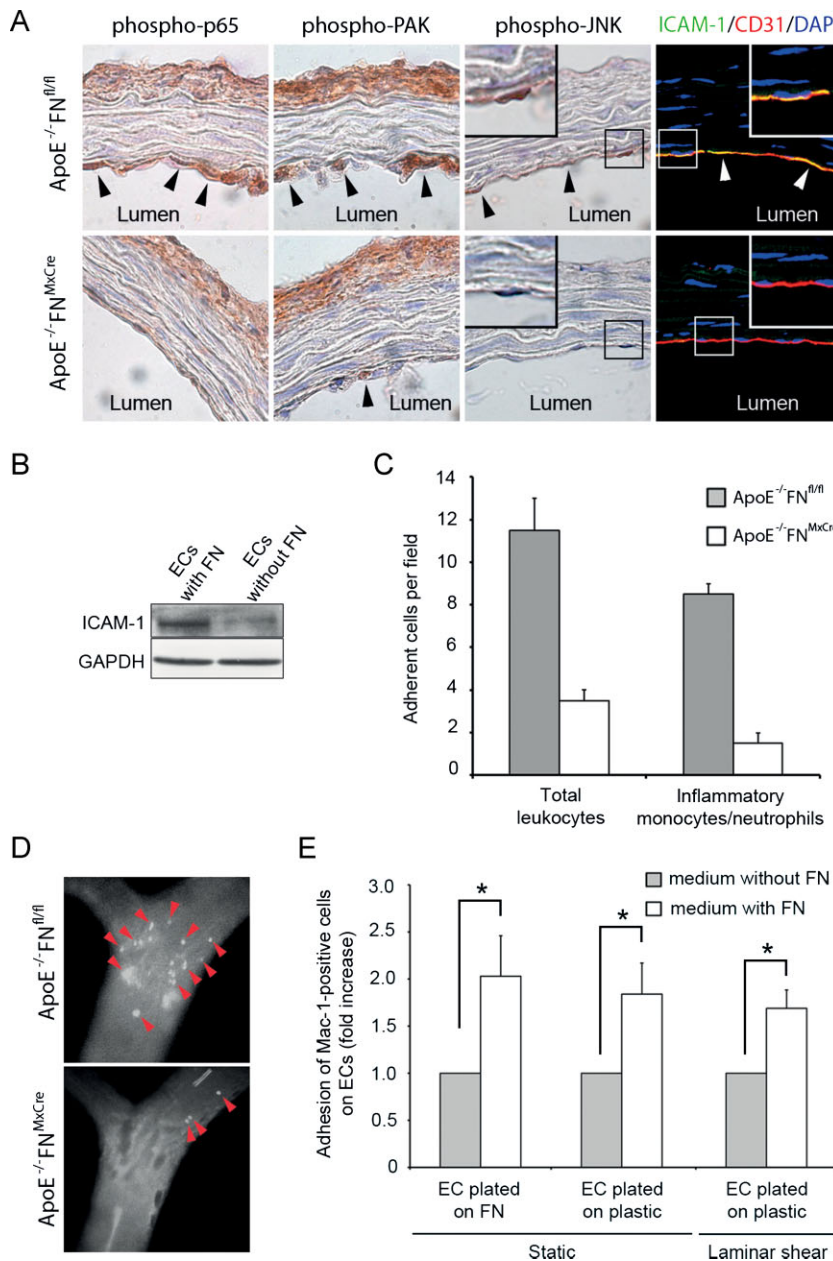 A
phospho-p65
phospho-PAK
phospho-JNK
ICAM-1/CD31/DAP
ApoE-/-FNfl/fl
Lumen
Lumen
Lumen
Lumen
ApoE-/-FNMxCre
Lumen
Lumen
Lumen
Lumen
B
ECs with FN
ECs without FN
ICAM-1
GAPDH
C
Adherent cells per field
14
12
10
8
6
4
2
0
ApoE-/-FNfl/fl
ApoE-/-FNMxCre
Total leukocytes
Inflammatory monocytes/neutrophils
D
ApoE-/-FNfl/fl
ApoE-/-FNMxCre
E
Adhesion of Mac-1-positive cells
on ECs (fold increase)
3.0
2.5
2.0
1.5
1.0
0.5
0
medium without FN
medium with FN
*
*
*
EC plated on FN
EC plated on plastic
EC plated on plastic
Static
Laminar shear